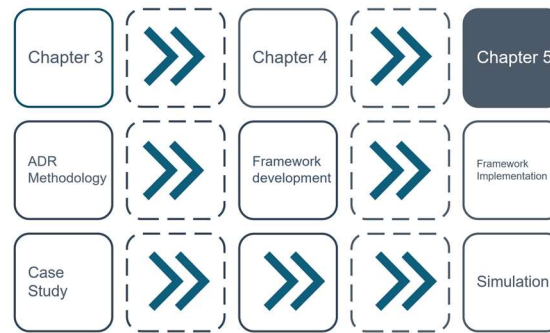 Chapter 3
Chapter 4
Chapter 5
ADR
Methodology
Framework
development
Framework
Implementation
Case
Study
Simulation